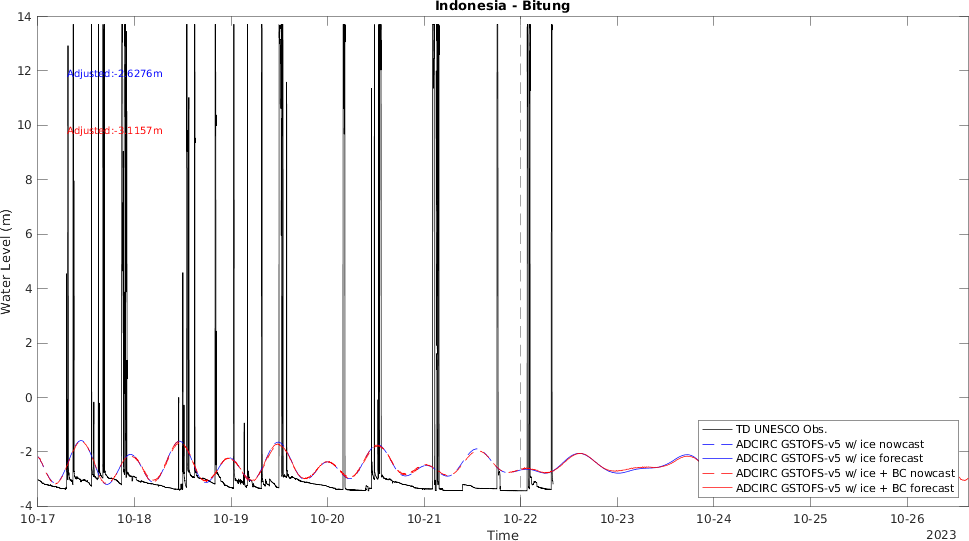 Indonesia - Bitung
14
12
10
8
6
4
2
0
-2
-4
Water Level (m)
Adjusted:-2.6276m
Adjusted:-3.1157m
TD UNESCO Obs.
ADCIRC GSTOFS-v5 w/ ice nowcast
ADCIRC GSTOFS-v5 w/ ice forecast
ADCIRC GSTOFS-v5 w/ ice + BC nowcast
ADCIRC GSTOFS-v5 w/ ice + BC forecast
10-17 10-18 10-19 10-20 10-21 10-22 10-23 10-24 10-25 10-26
Time
2023